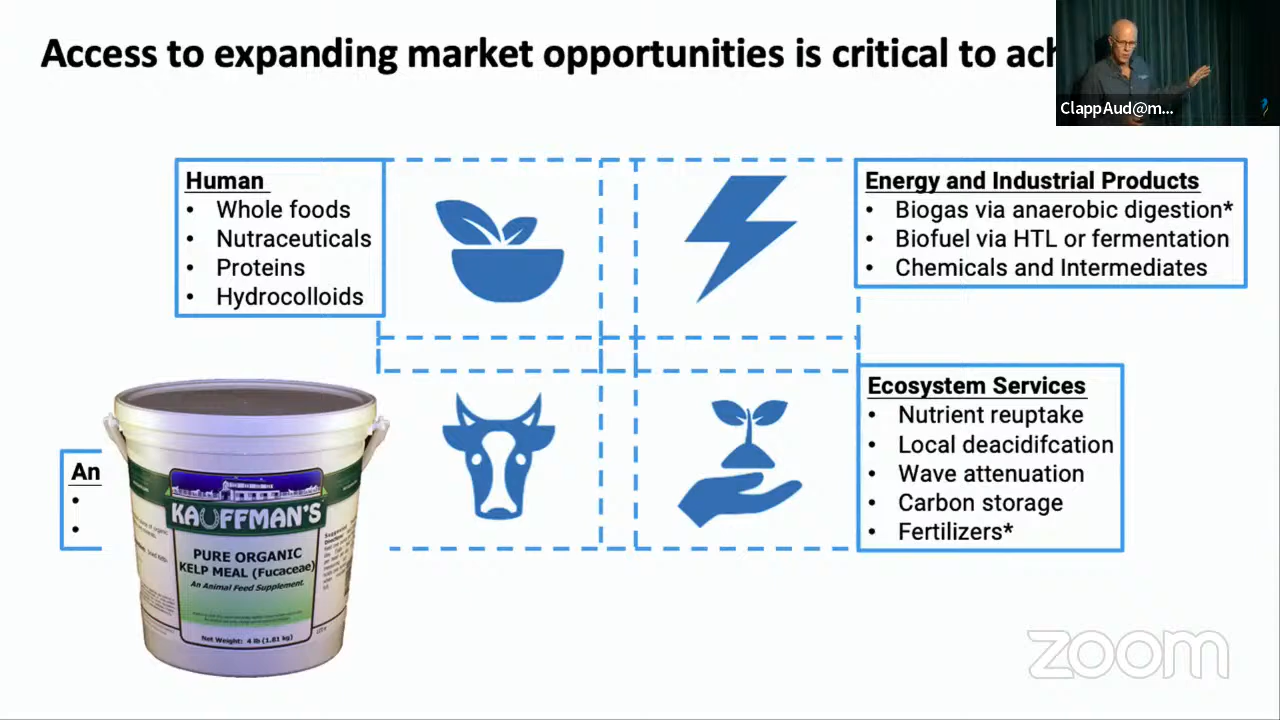 Access to expanding market opportunities is critical to ach
ClappAud@m...
Human
• Whole foods
• Nutraceuticals
• Proteins
• Hydrocolloids
Energy and Industrial Products
• Biogas via anaerobic digestion*
• Biofuel via HTL or fermentation
• Chemicals and Intermediates
An
•
•
KAUFFMAN'S
PURE ORGANIC
KELP MEAL (Fucaceae)
An Animal Feed Supplement.
Net Weight: 4 lb (1.81 kg)
Ecosystem Services
• Nutrient reuptake
• Local deacidifcation
• Wave attenuation
• Carbon storage
• Fertilizers*
zoom